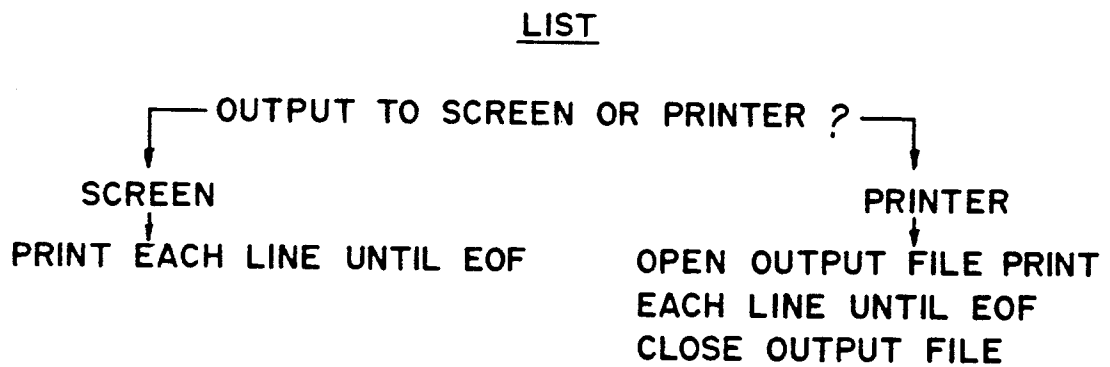 LIST
OUTPUT TO SCREEN OR PRINTER ?
SCREEN
PRINT EACH LINE UNTIL EOF
PRINTER
OPEN OUTPUT FILE PRINT
EACH LINE UNTIL EOF
CLOSE OUTPUT FILE